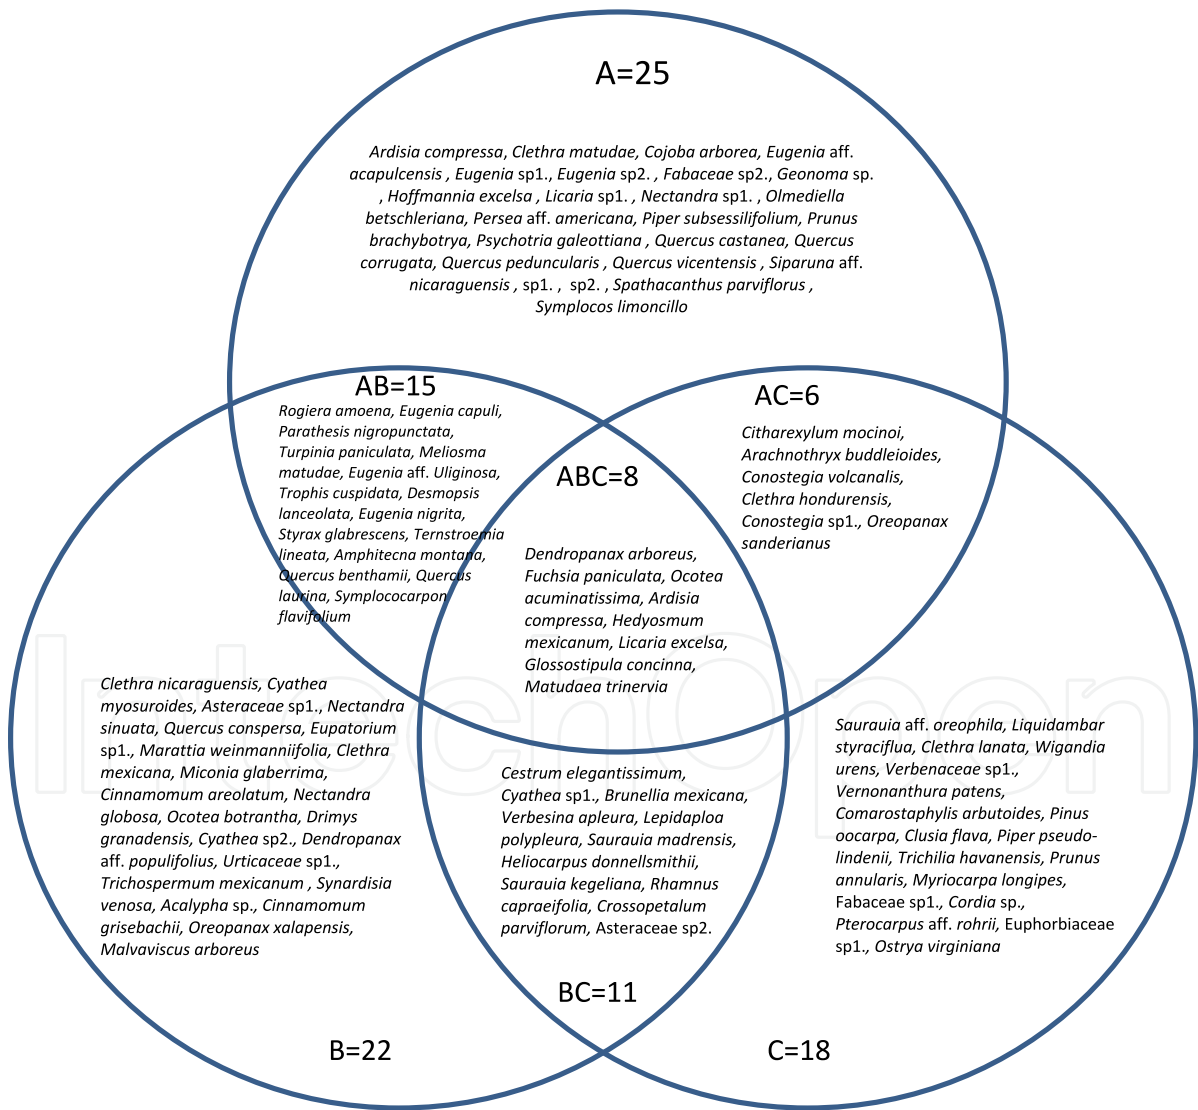 A=25
Ardisia compressa, Clethra matudae, Cojoba arborea, Eugenia aff.
acapulcensis , Eugenia sp1., Eugenia sp2. , Fabaceae sp2., Geonoma sp.
, Hoffmannia excelsa , Licaria sp1. , Nectandra sp1. , Olmediella
betschleriana, Persea aff. americana, Piper subsessilifolium, Prunus
brachybotrya, Psychotria galeottiana , Quercus castanea, Quercus
corrugata, Quercus peduncularis , Quercus vicentensis , Siparuna aff.
nicaraguensis , sp1. , sp2. , Spathacanthus parviflorus ,
Symplocos limoncillo
AB=15
Rogiera amoena, Eugenia capuli,
Parathesis nigropunctata,
Turpinia paniculata, Meliosma
matudae, Eugenia aff. Uliginosa,
Trophis cuspidata, Desmopsis
lanceolata, Eugenia nigrita,
Styrax glabrescens, Ternstroemia
lineata, Amphitecna montana,
Quercus benthamii, Quercus
laurina, Symplococarpon
flavifolium
AC=6
Citharexylum mocinoi,
Arachnothryx buddleioides,
Conostegia volcanalis,
Clethra hondurensis,
Conostegia sp1., Oreopanax
sanderianus
ABC=8
Dendropanax arboreus,
Fuchsia paniculata, Ocotea
acuminatissima, Ardisia
compressa, Hedyosmum
mexicanum, Licaria excelsa,
Glossostipula concinna,
Matudaea trinervia
Clethra nicaraguensis, Cyathea
myosuroides, Asteraceae sp1., Nectandra
sinuata, Quercus conspersa, Eupatorium
sp1., Marattia weinmanniifolia, Clethra
mexicana, Miconia glaberrima,
Cinnamomum areolatum, Nectandra
globosa, Ocotea botrantha, Drimys
granadensis, Cyathea sp2., Dendropanax
aff. populifolius, Urticaceae sp1.,
Trichospermum mexicanum , Synardisia
venosa, Acalypha sp., Cinnamomum
grisebachii, Oreopanax xalapensis,
Malvaviscus arboreus
Cestrum elegantissimum,
Cyathea sp1., Brunellia mexicana,
Verbesina apleura, Lepidaploa
polypleura, Saurauia madrensis,
Heliocarpus donnellsmithii,
Saurauia kegeliana, Rhamnus
capraeifolia, Crossopetalum
parviflorum, Asteraceae sp2.
Saurauia aff. oreophila, Liquidambar
styraciflua, Clethra lanata, Wigandia
urens, Verbenaceae sp1.,
Vernonanthura patens,
Comarostaphylis arbutoides, Pinus
oocarpa, Clusia flava, Piper pseudo-
lindenii, Trichilia havanensis, Prunus
annularis, Myriocarpa longipes,
Fabaceae sp1., Cordia sp.,
Pterocarpus aff. rohrii, Euphorbiaceae
sp1., Ostrya virginiana
BC=11
B=22
C=18
IntechOpen